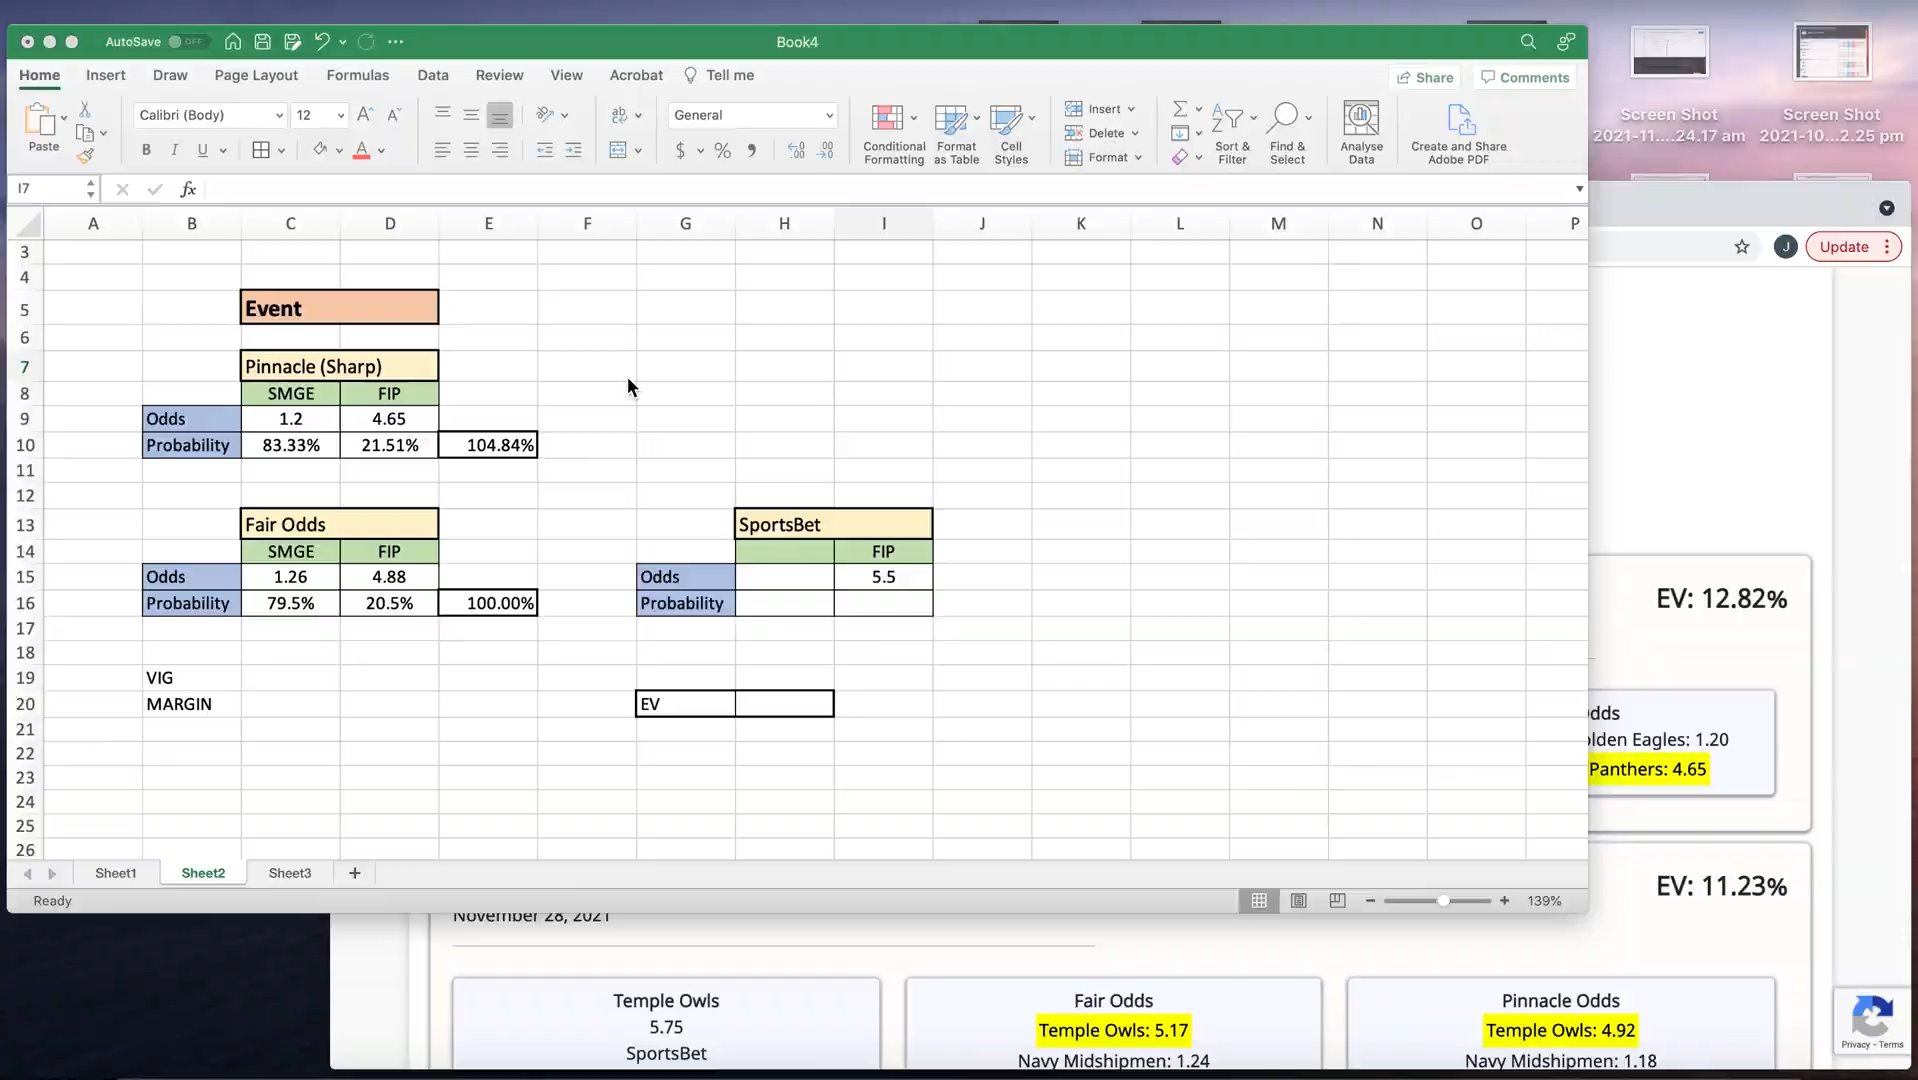 AutoSave OFF
Book4
Home Insert Draw Page Layout Formulas Data Review View Acrobat Tell me
Share Comments
Paste
Calibri (Body) 12
B I U
General
Conditional Formatting
Format as Table
Cell Styles
Insert
Delete
Format
Sort & Filter
Find & Select
Analyse Data
Create and Share Adobe PDF
Screen Shot
2021-11....24.17 am
Screen Shot
2021-10...2.25 pm
J Update
I7 fx
A B C D E F G H I J K L M N O P
3
4
5 Event
6
7 Pinnacle (Sharp)
8 SMGE FIP
9 Odds 1.2 4.65
10 Probability 83.33% 21.51% 104.84%
11
12
13 Fair Odds SportsBet
14 SMGE FIP FIP
15 Odds 1.26 4.88 Odds 5.5
16 Probability 79.5% 20.5% 100.00% Probability
17
18
19 VIG
20 MARGIN EV
21
22
23
24
25
26
Sheet1 Sheet2 Sheet3 +
Ready
139%
EV: 12.82%
Odds
olden Eagles: 1.20
Panthers: 4.65
EV: 11.23%
November 28, 2021
Temple Owls
5.75
SportsBet
Fair Odds
Temple Owls: 5.17
Navy Midshipmen: 1.24
Pinnacle Odds
Temple Owls: 4.92
Navy Midshipmen: 1.18
Privacy - Terms